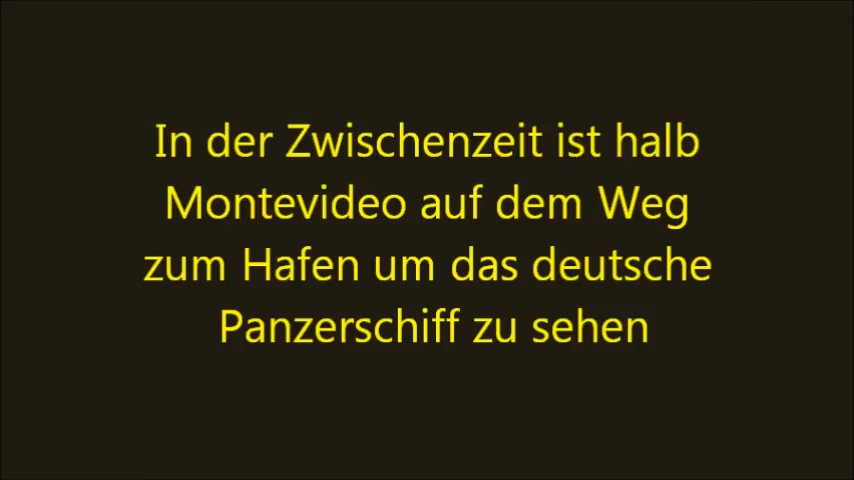 In der Zwischenzeit ist halb
Montevideo auf dem Weg
zum Hafen um das deutsche
Panzerschiff zu sehen